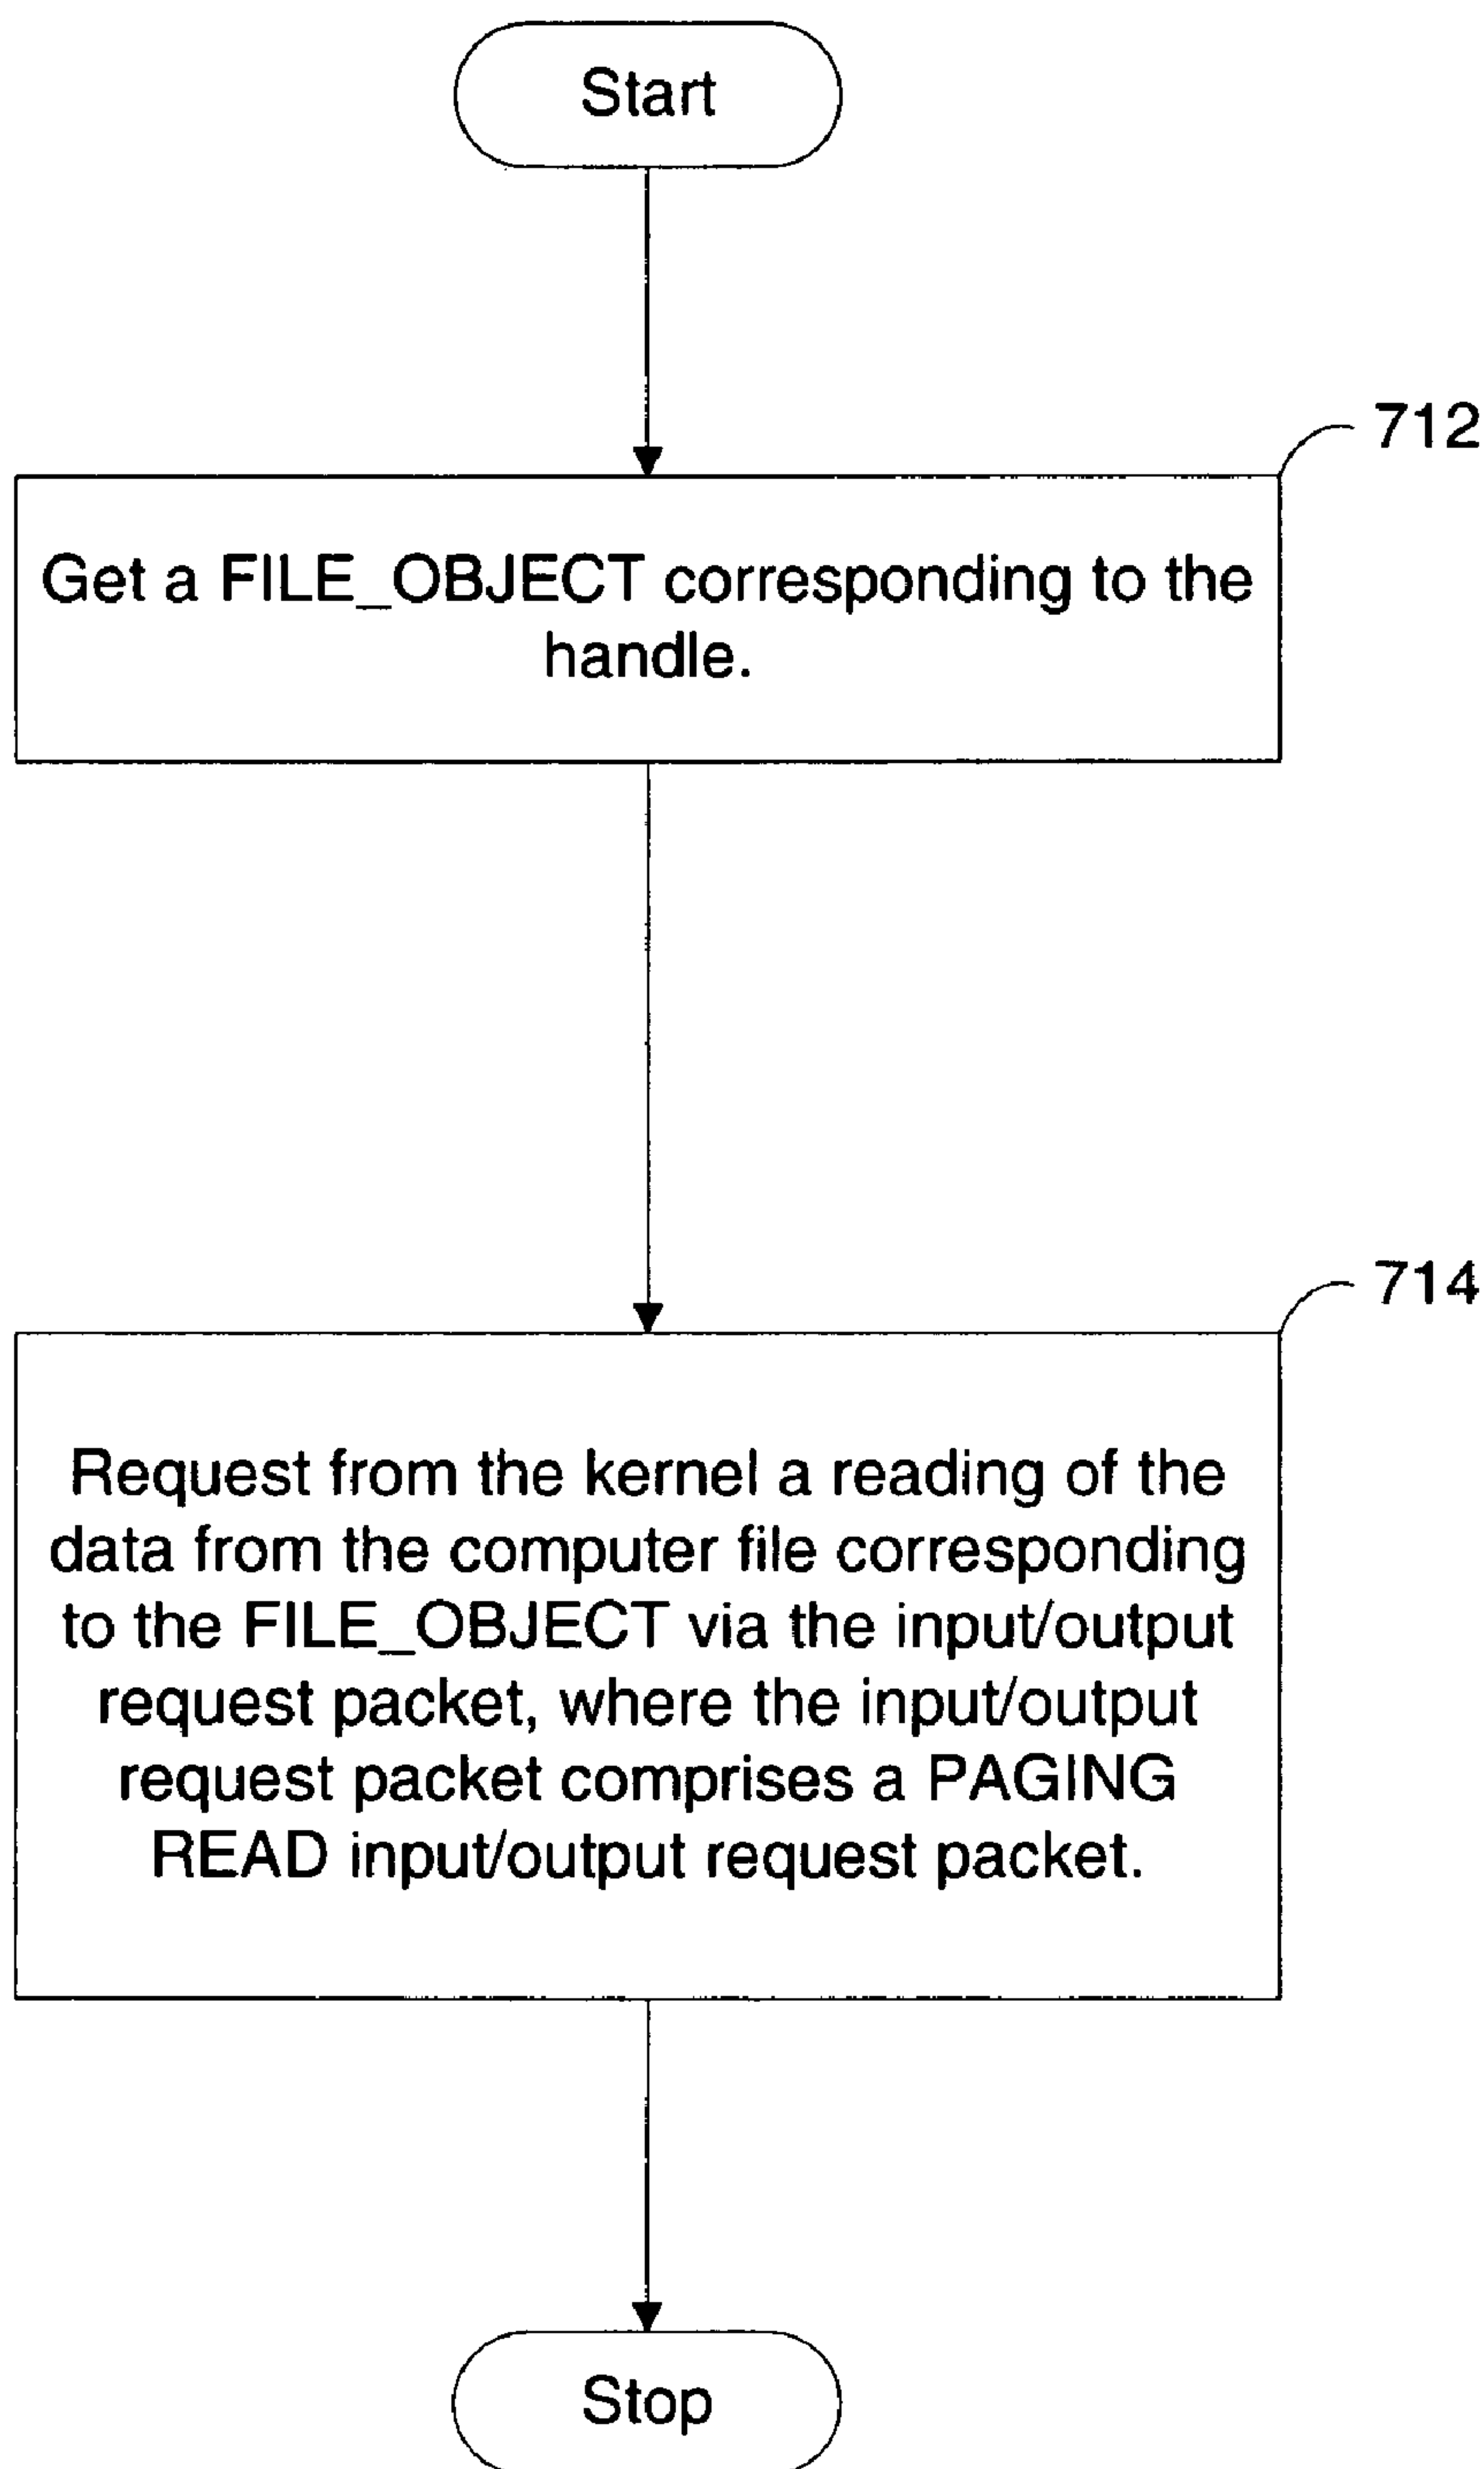 Start
712
Get a FILE_OBJECT corresponding to the
handle.
714
Request from the kernel a reading of the
data from the computer file corresponding
to the FILE_OBJECT via the input/output
request packet, where the input/output
request packet comprises a PAGING
READ input/output request packet.
Stop